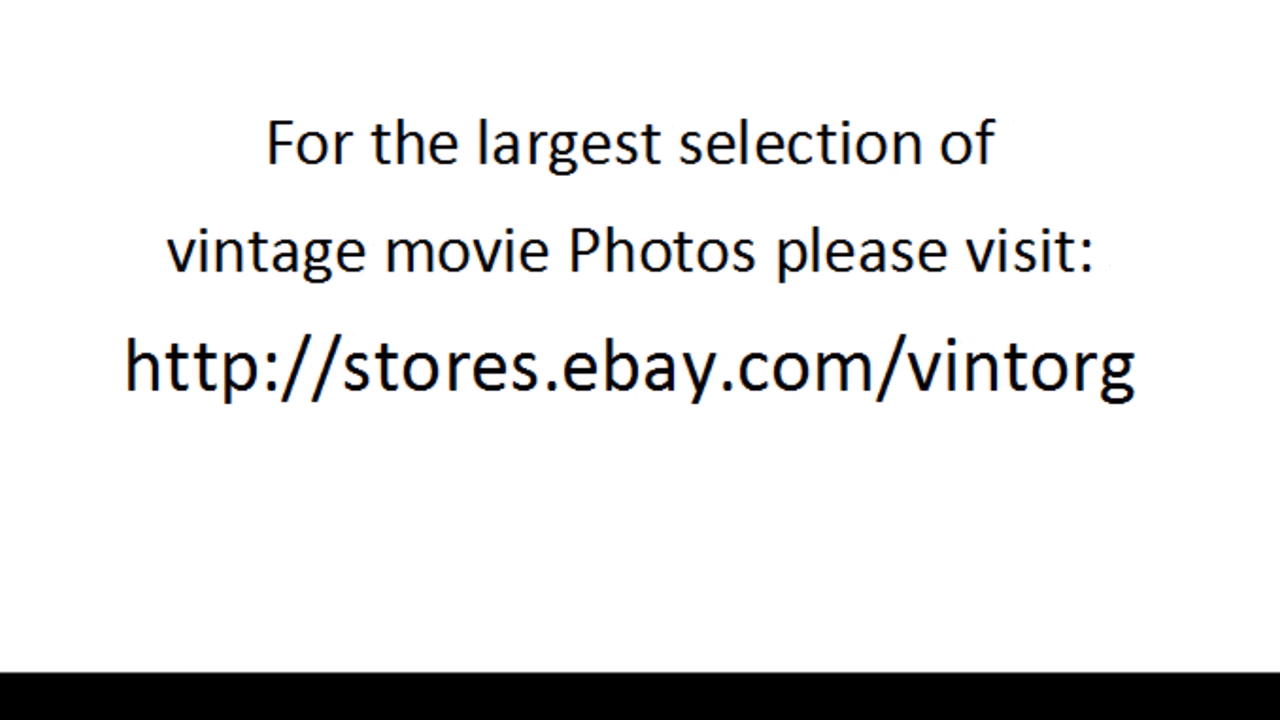 For the largest selection of
vintage movie Photos please visit:
http://stores.ebay.com/vintorg